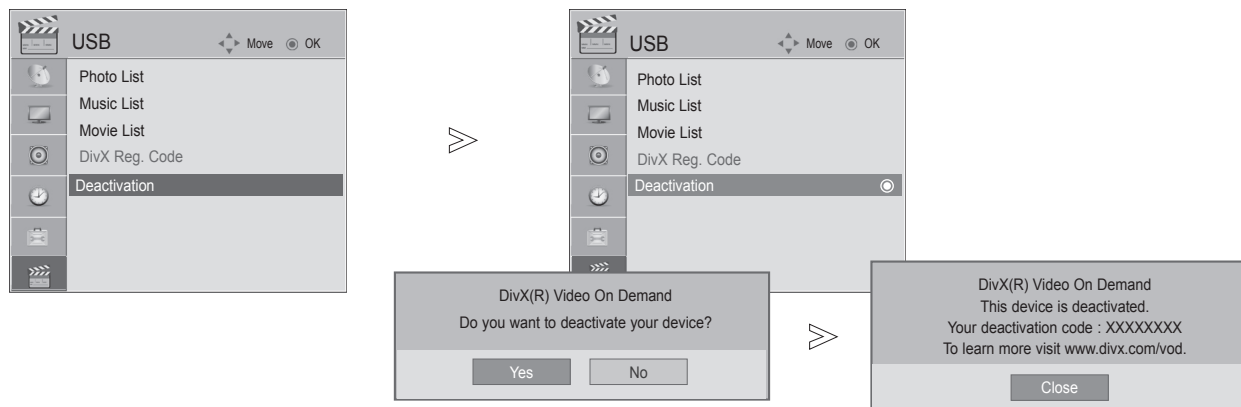 USB Move OK
Photo List
Music List
Movie List
DivX Reg. Code
Deactivation
USB Move OK
Photo List
Music List
Movie List
DivX Reg. Code
Deactivation
DivX(R) Video On Demand
Do you want to deactivate your device?
Yes No
DivX(R) Video On Demand
This device is deactivated.
Your deactivation code : XXXXXXXX
To learn more visit www.divx.com/vod.
Close